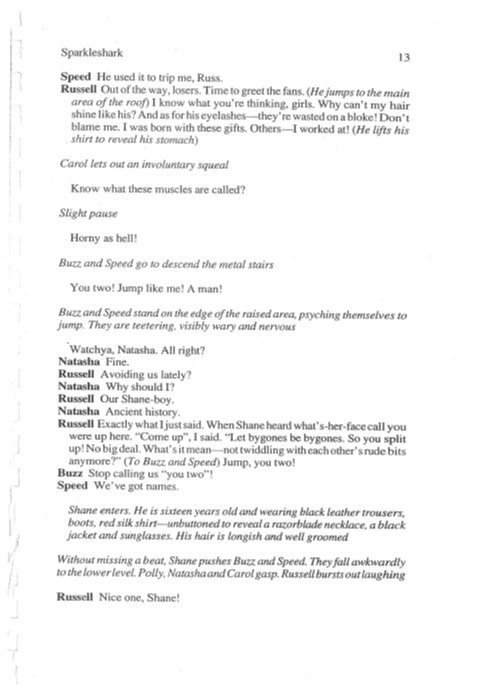 Sparkleshark
13
Speed He used it to trip me, Russ.
Russell Out of the way, losers. Time to greet the fans. (He jumps to the main
area of the roof) I know what you're thinking, girls. Why can't my hair
shine like his? And as for his eyelashes—they're wasted on a bloke! Don't
blame me. I was born with these gifts. Others—I worked at! (He lifts his
shirt to reveal his stomach)
Carol lets out an involuntary squeal
Know what these muscles are called?
Slight pause
Horny as hell!
Buzz and Speed go to descend the metal stairs
You two! Jump like me! A man!
Buzz and Speed stand on the edge of the raised area, psyching themselves to
jump. They are teetering, visibly wary and nervous
Watchya, Natasha. All right?
Natasha Fine.
Russell Avoiding us lately?
Natasha Why should I?
Russell Our Shane-boy.
Natasha Ancient history.
Russell Exactly what I just said. When Shane heard what's-her-face call you
were up here. "Come up", I said. "Let bygones be bygones. So you split
up! No big deal. What's it mean—not twiddling with each other's rude bits
anymore?" (To Buzz and Speed) Jump, you two!
Buzz Stop calling us "you two"!
Speed We've got names.
Shane enters. He is sixteen years old and wearing black leather trousers,
boots, red silk shirt—unbuttoned to reveal a razorblade necklace, a black
jacket and sunglasses. His hair is longish and well groomed
Without missing a beat, Shane pushes Buzz and Speed. They fall awkwardly
to the lower level. Polly, Natasha and Carol gasp. Russell bursts out laughing
Russell Nice one, Shane!